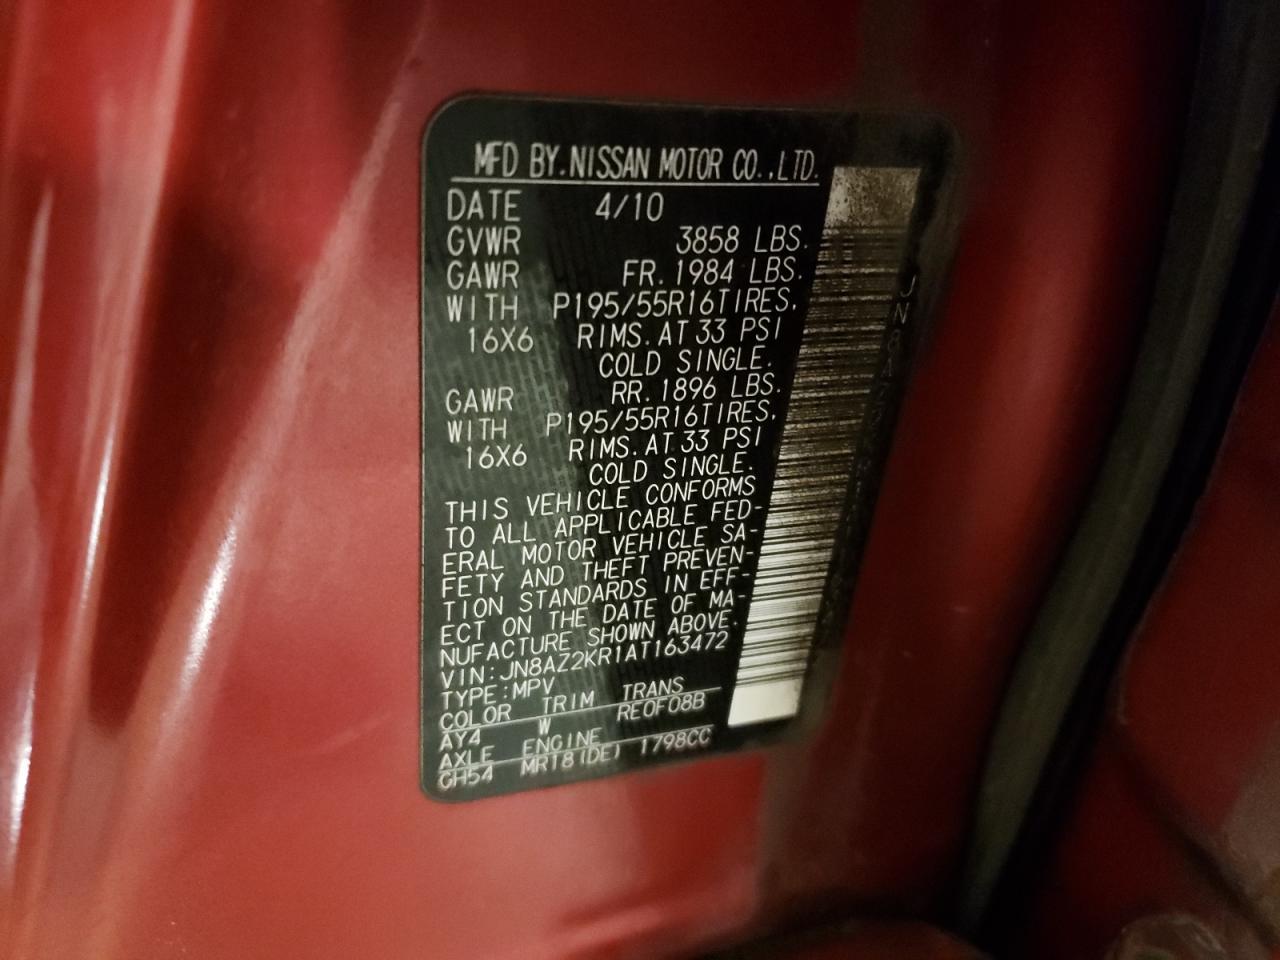 MFD BY.NISSAN MOTOR CO.,LTD.
DATE 4/10
GVWR 3858 LBS.
GAWR FR. 1984 LBS.
WITH P195/55R16TIRES,
16X6 RIMS. AT 33 PSI
COLD SINGLE.
GAWR RR. 1896 LBS.
WITH P195/55R16TIRES,
16X6 RIMS. AT 33 PSI
COLD SINGLE.
THIS VEHICLE CONFORMS
TO ALL APPLICABLE FED-
ERAL MOTOR VEHICLE SA-
FETY AND THEFT PREVEN-
TION STANDARDS IN EFF-
ECT ON THE DATE OF MA-
NUFACTURE SHOWN ABOVE.
VIN:JN8AZ2KR1AT163472
TYPE:MPV
COLOR TRIM TRANS
AY4 W RE0F08B
AXLE ENGINE
GH54 MR18(DE) 1798CC